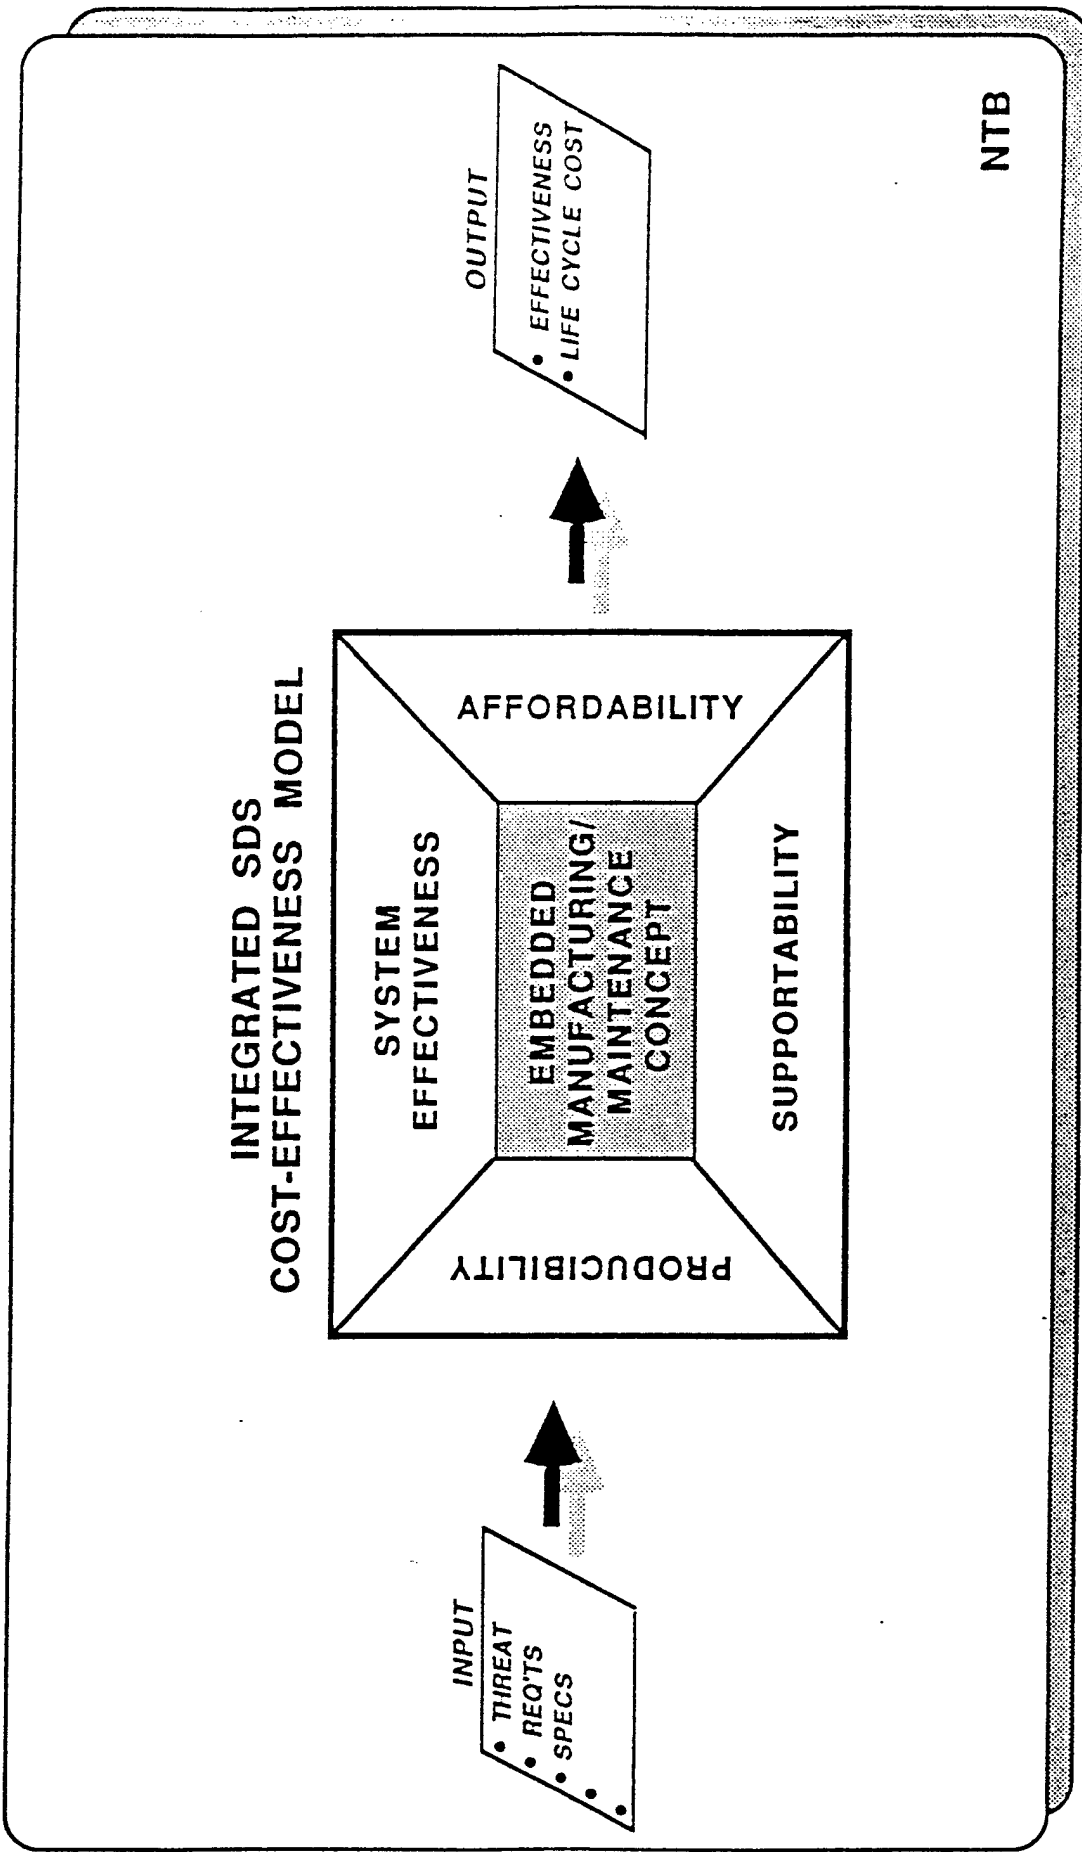 INTEGRATED SDS
COST-EFFECTIVENESS MODEL
INPUT
• THREAT
• REQ'TS
• SPECS
•
•
PRODUCIBILITY
SYSTEM
EFFECTIVENESS
EMBEDDED
MANUFACTURING/
MAINTENANCE
CONCEPT
SUPPORTABILITY
AFFORDABILITY
OUTPUT
• EFFECTIVENESS
• LIFE CYCLE COST
NTB